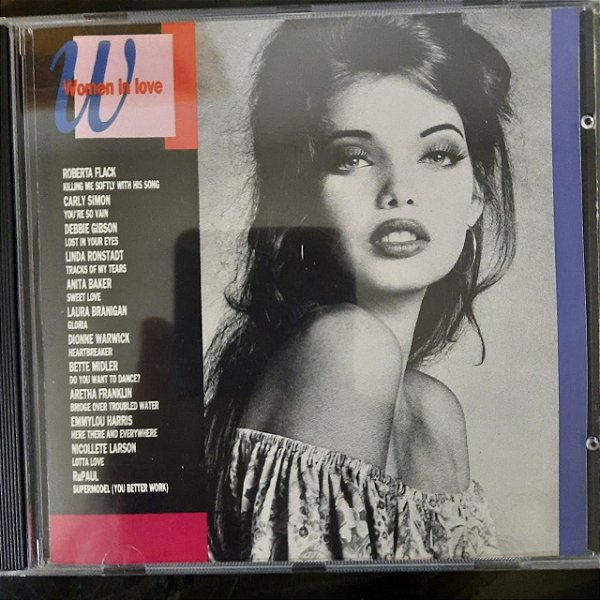 W
Women in love
ROBERTA FLACK
KILLING ME SOFTLY WITH HIS SONG
CARLY SIMON
YOU'RE SO VAIN
DEBBIE GIBSON
LOST IN YOUR EYES
LINDA RONSTADT
TRACKS OF MY TEARS
ANITA BAKER
SWEET LOVE
LAURA BRANIGAN
GLORIA
DIONNE WARWICK
HEARTBREAKER
BETTE MIDLER
DO YOU WANT TO DANCE?
ARETHA FRANKLIN
BRIDGE OVER TROUBLED WATER
EMMYLOU HARRIS
HERE THERE AND EVERYWHERE
NICOLLETE LARSON
LOTTA LOVE
RuPAUL
SUPERMODEL (YOU BETTER WORK)